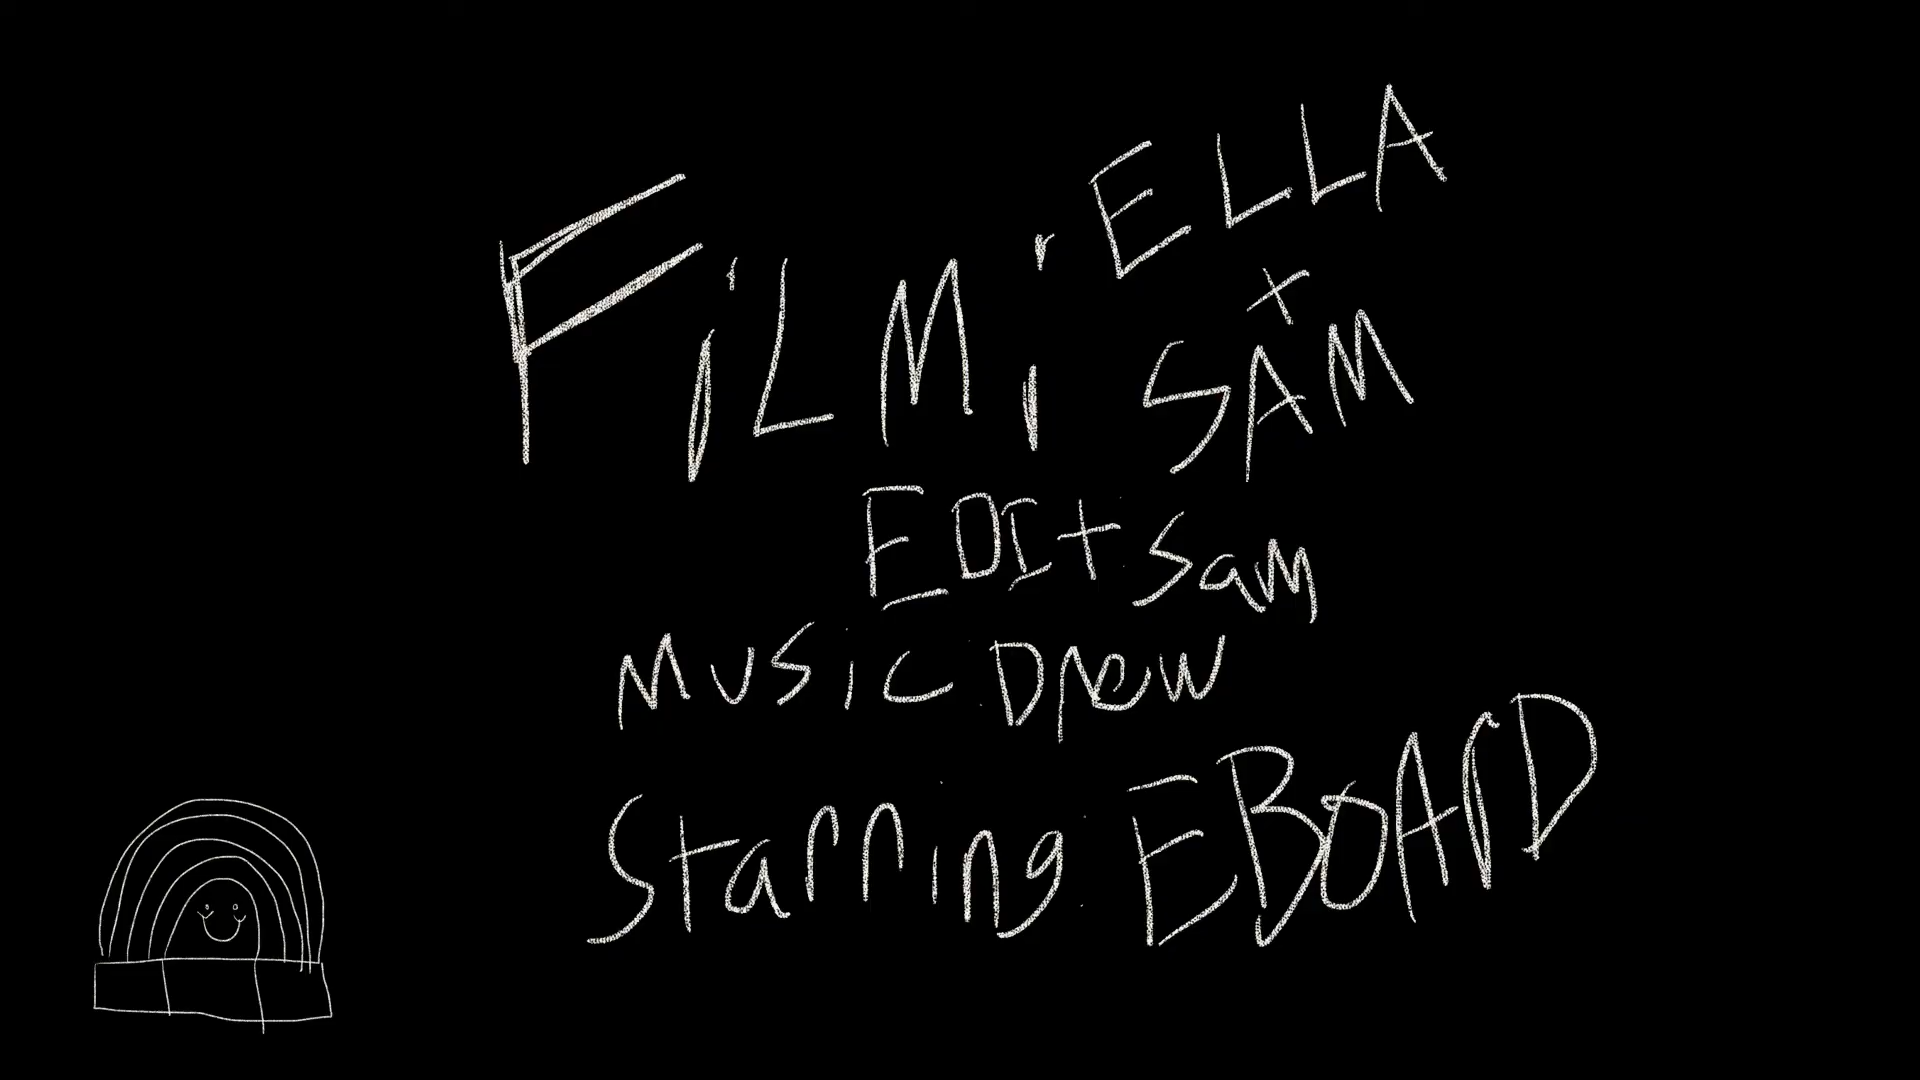 FiLM: ELLA
+
SAM
EDIt Sam
MUSiC Drew
Starring EBOArD